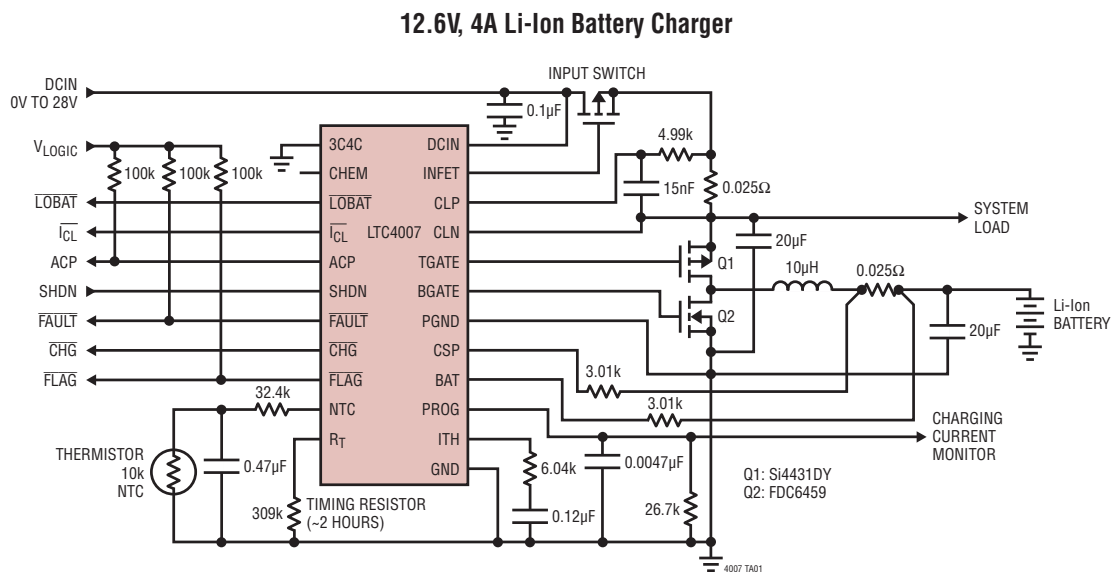 12.6V, 4A Li-Ion Battery Charger
DCIN
0V TO 28V
INPUT SWITCH
0.1µF
VLOGIC
100k
100k
100k
LOBAT
ICL
ACP
SHDN
FAULT
CHG
FLAG
32.4k
THERMISTOR
10k
NTC
0.47µF
309k
TIMING RESISTOR
(~2 HOURS)
3C4C
CHEM
LOBAT
ICL
ACP
SHDN
FAULT
CHG
FLAG
NTC
RT
LTC4007
DCIN
INFET
CLP
CLN
TGATE
BGATE
PGND
CSP
BAT
PROG
ITH
GND
4.99k
15nF
0.025Ω
SYSTEM
LOAD
20µF
Q1
10µH
0.025Ω
Q2
Li-Ion
BATTERY
20µF
3.01k
3.01k
CHARGING
CURRENT
MONITOR
6.04k
0.0047µF
0.12µF
26.7k
Q1: Si4431DY
Q2: FDC6459
4007 TA01